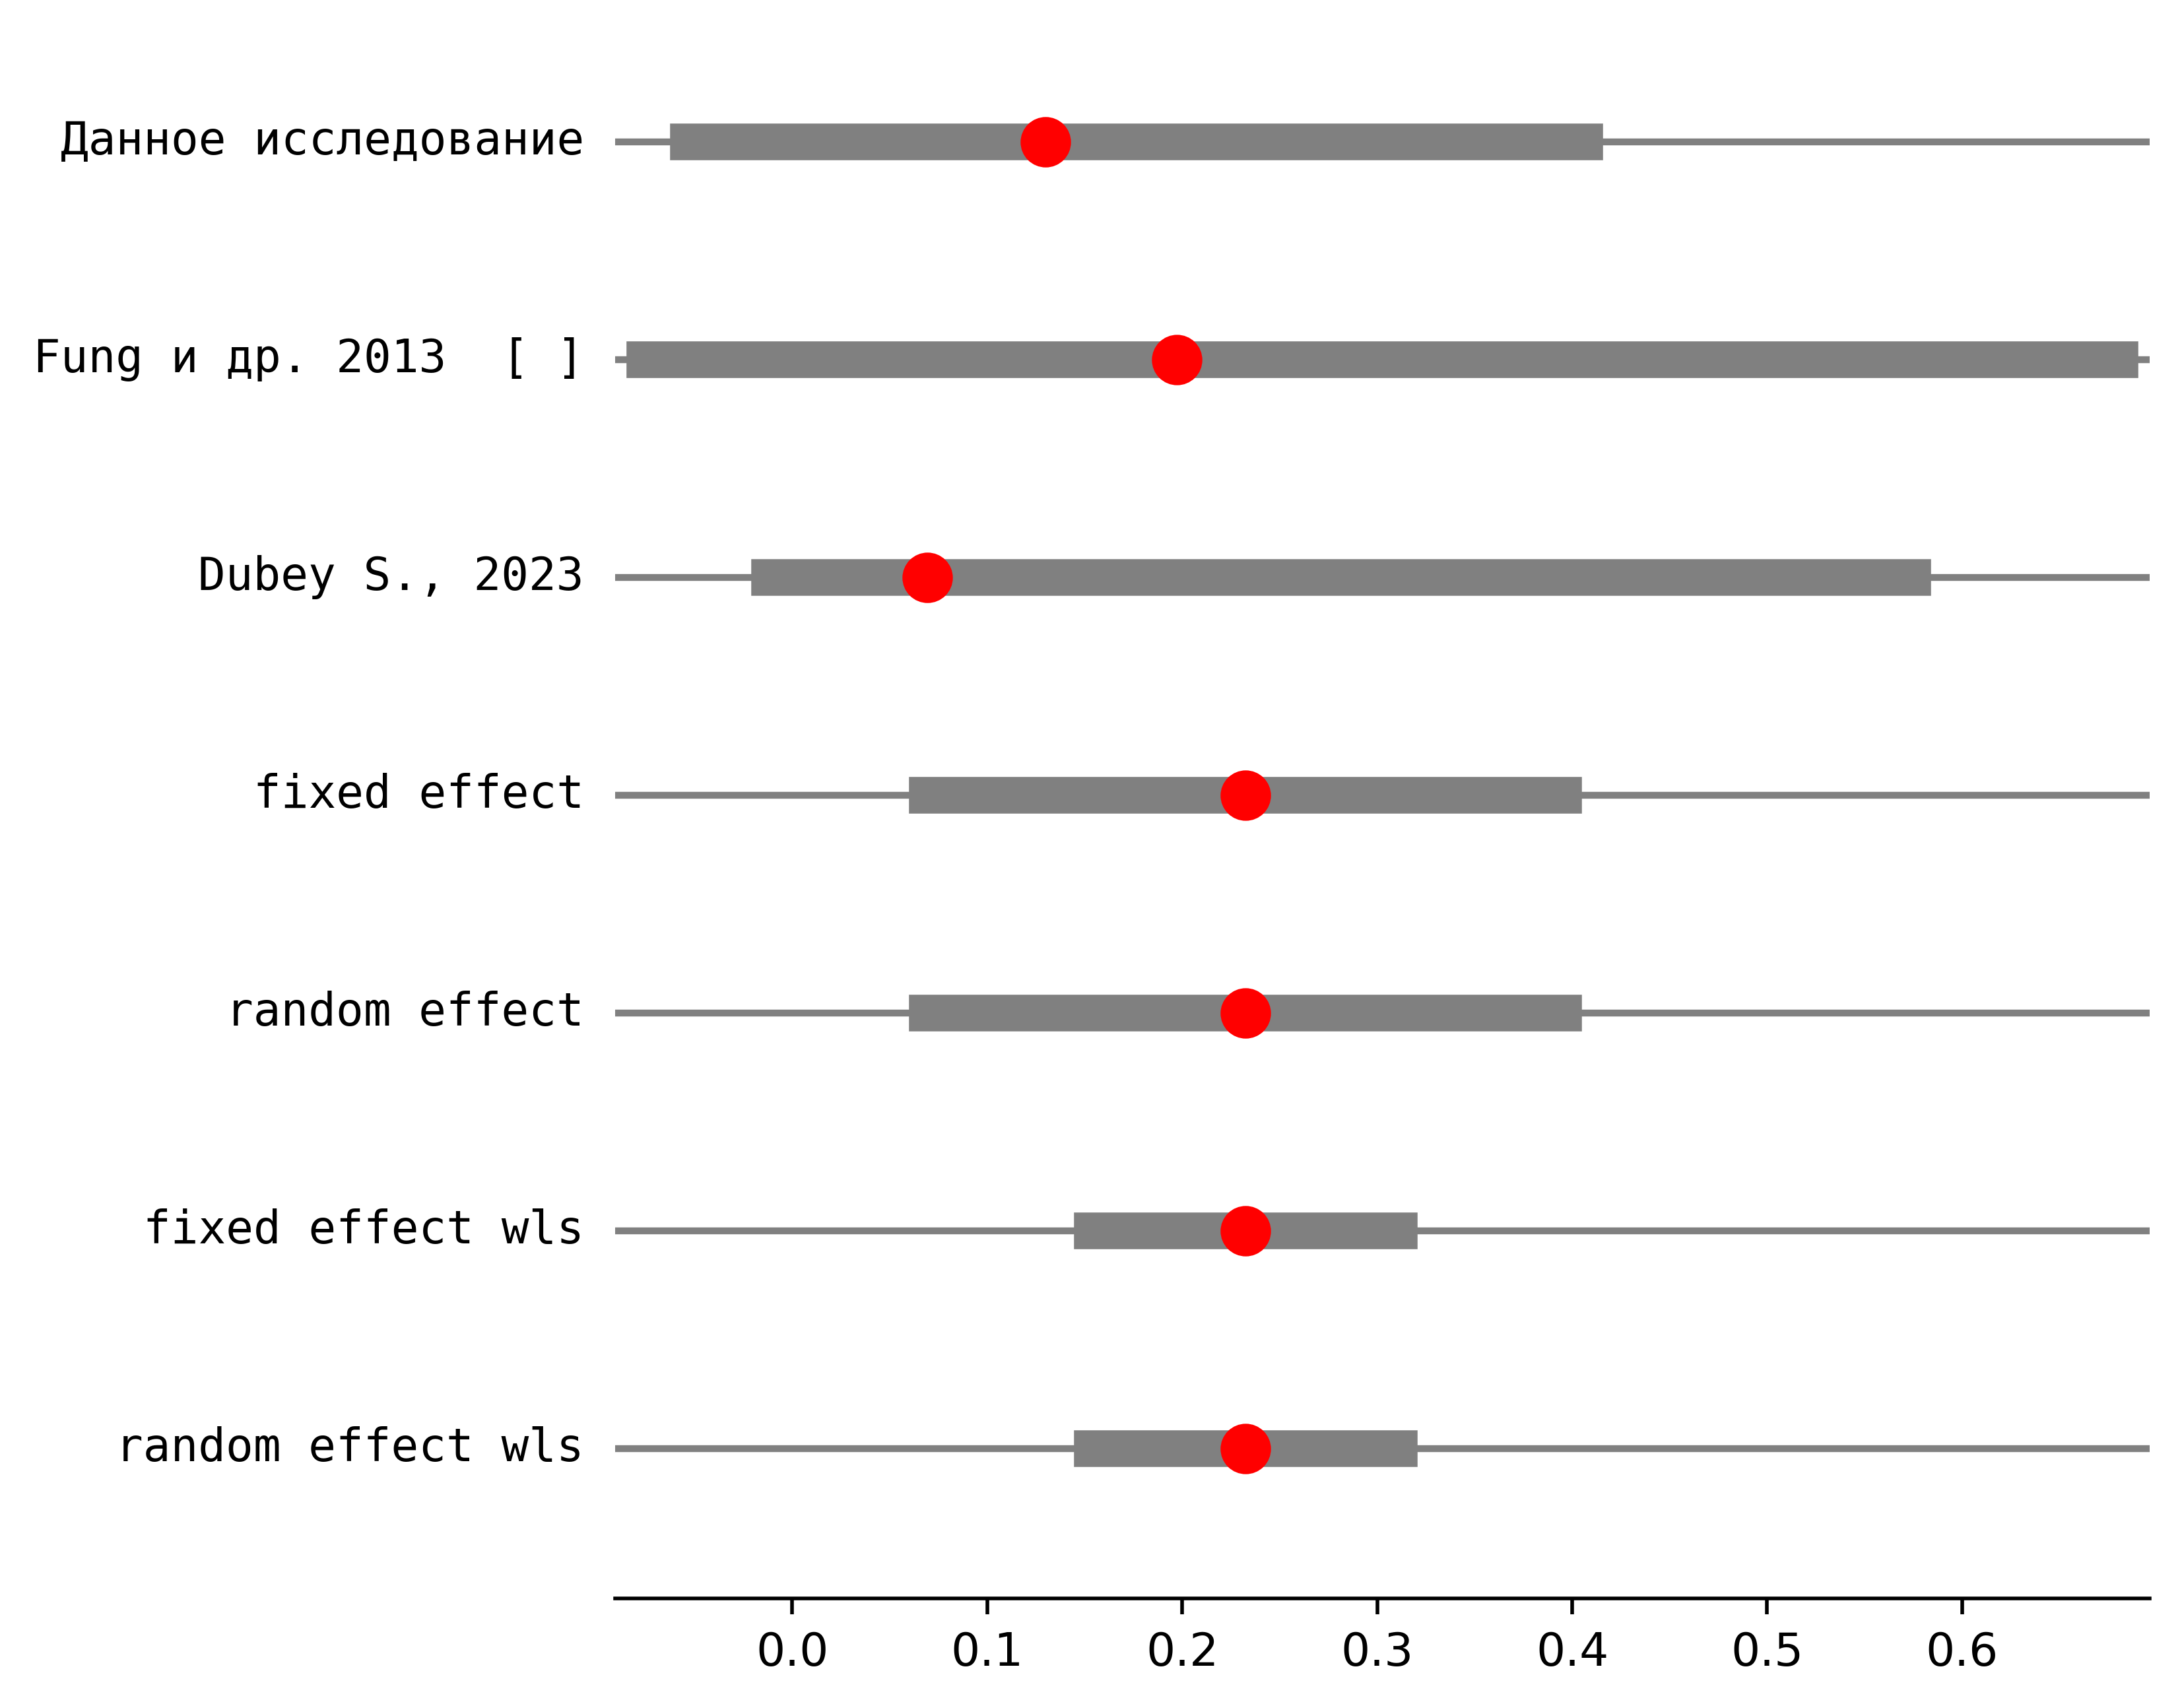 Данное исследование
Fung и др. 2013  [ ]
Dubey S., 2023
fixed effect
random effect
fixed effect wls
random effect wls
0.0 0.1 0.2 0.3 0.4 0.5 0.6